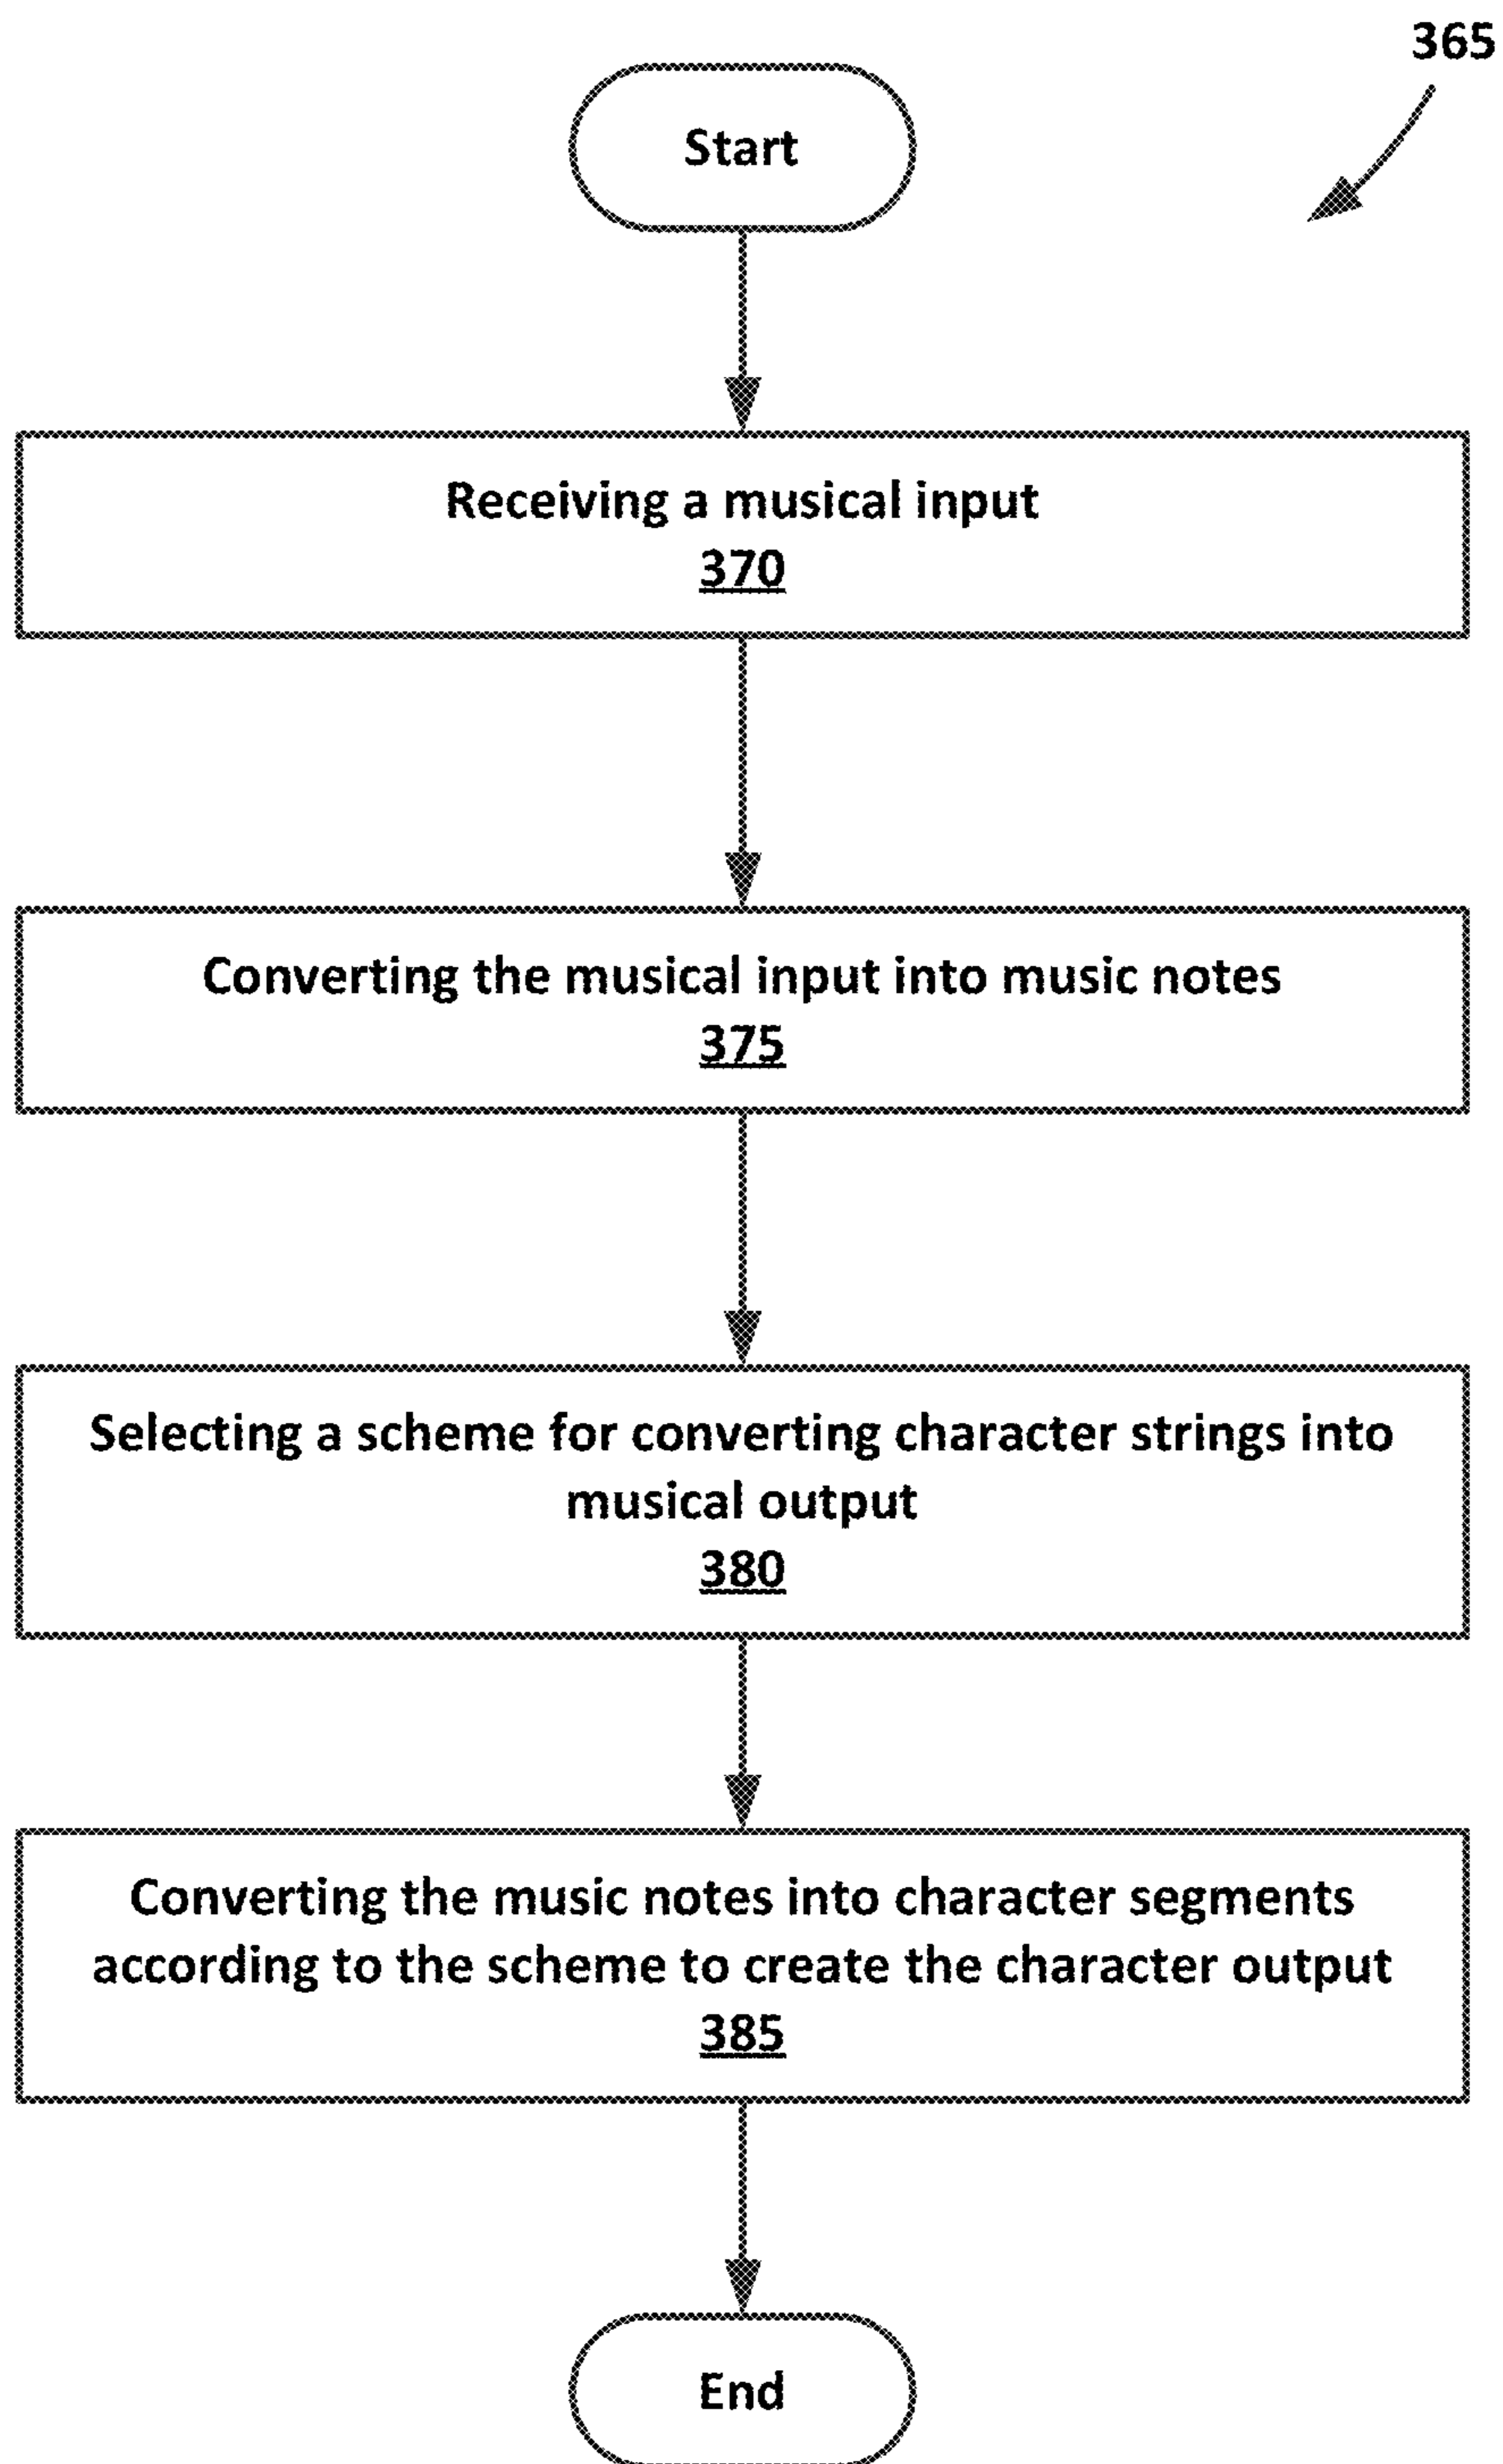 365
Start
Receiving a musical input
370
Converting the musical input into music notes
375
Selecting a scheme for converting character strings into
musical output
380
Converting the music notes into character segments
according to the scheme to create the character output
385
End